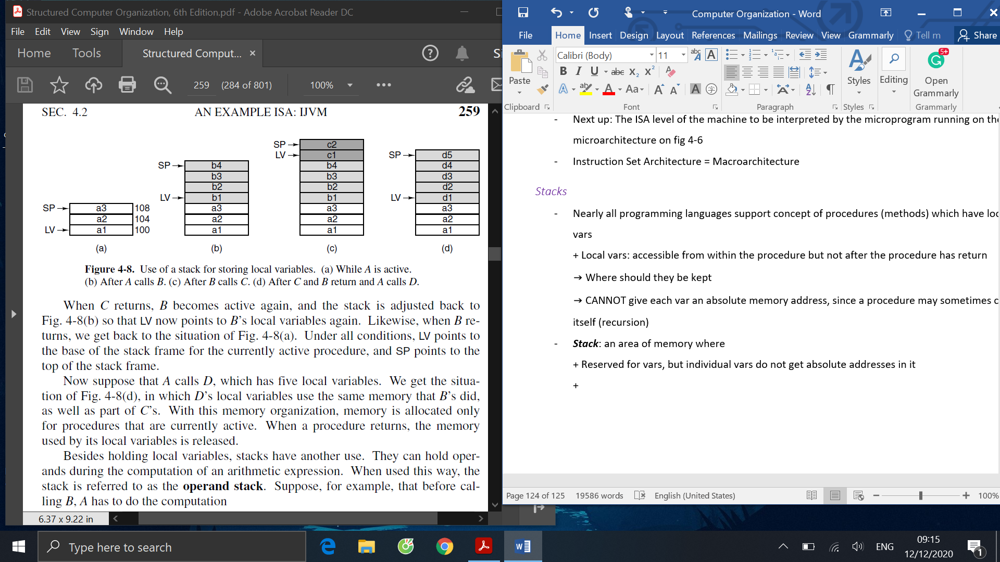 Structured Computer Organization, 6th Edition.pdf - Adobe Acrobat Reader DC
File Edit View Sign Window Help
Home Tools Structured Comput... ×
259 (284 of 801) 100%
SEC. 4.2 AN EXAMPLE ISA: IJVM 259
SP c2
LV c1
b4
b3
b2
b1
a3
a2
a1
(c)
SP b4
b3
b2
LV b1
a3
a2
a1
(b)
SP a3 108
a2 104
LV a1 100
(a)
SP d5
d4
d3
d2
LV d1
a3
a2
a1
(d)
Figure 4-8. Use of a stack for storing local variables. (a) While A is active.
(b) After A calls B. (c) After B calls C. (d) After C and B return and A calls D.
When C returns, B becomes active again, and the stack is adjusted back to
Fig. 4-8(b) so that LV now points to B's local variables again. Likewise, when B re-
turns, we get back to the situation of Fig. 4-8(a). Under all conditions, LV points to
the base of the stack frame for the currently active procedure, and SP points to the
top of the stack frame.
Now suppose that A calls D, which has five local variables. We get the situa-
tion of Fig. 4-8(d), in which D's local variables use the same memory that B's did,
as well as part of C's. With this memory organization, memory is allocated only
for procedures that are currently active. When a procedure returns, the memory
used by its local variables is released.
Besides holding local variables, stacks have another use. They can hold oper-
ands during the computation of an arithmetic expression. When used this way, the
stack is referred to as the operand stack. Suppose, for example, that before cal-
ling B, A has to do the computation
6.37 x 9.22 in
Computer Organization - Word
File Home Insert Design Layout References Mailings Review View Grammarly Tell m Share
Paste
Clipboard
Calibri (Body) 11
Font
Paragraph
Styles
Styles
Editing
5+
Open
Grammarly
Grammarly
- Next up: The ISA level of the machine to be interpreted by the microprogram running on the
microarchitecture on fig 4-6
- Instruction Set Architecture = Macroarchitecture
Stacks
- Nearly all programming languages support concept of procedures (methods) which have loc
vars
+ Local vars: accessible from within the procedure but not after the procedure has return
→ Where should they be kept
→ CANNOT give each var an absolute memory address, since a procedure may sometimes c
itself (recursion)
- Stack: an area of memory where
+ Reserved for vars, but individual vars do not get absolute addresses in it
+
Page 124 of 125 19586 words English (United States) 100%
Type here to search
ENG
09:15
12/12/2020
1